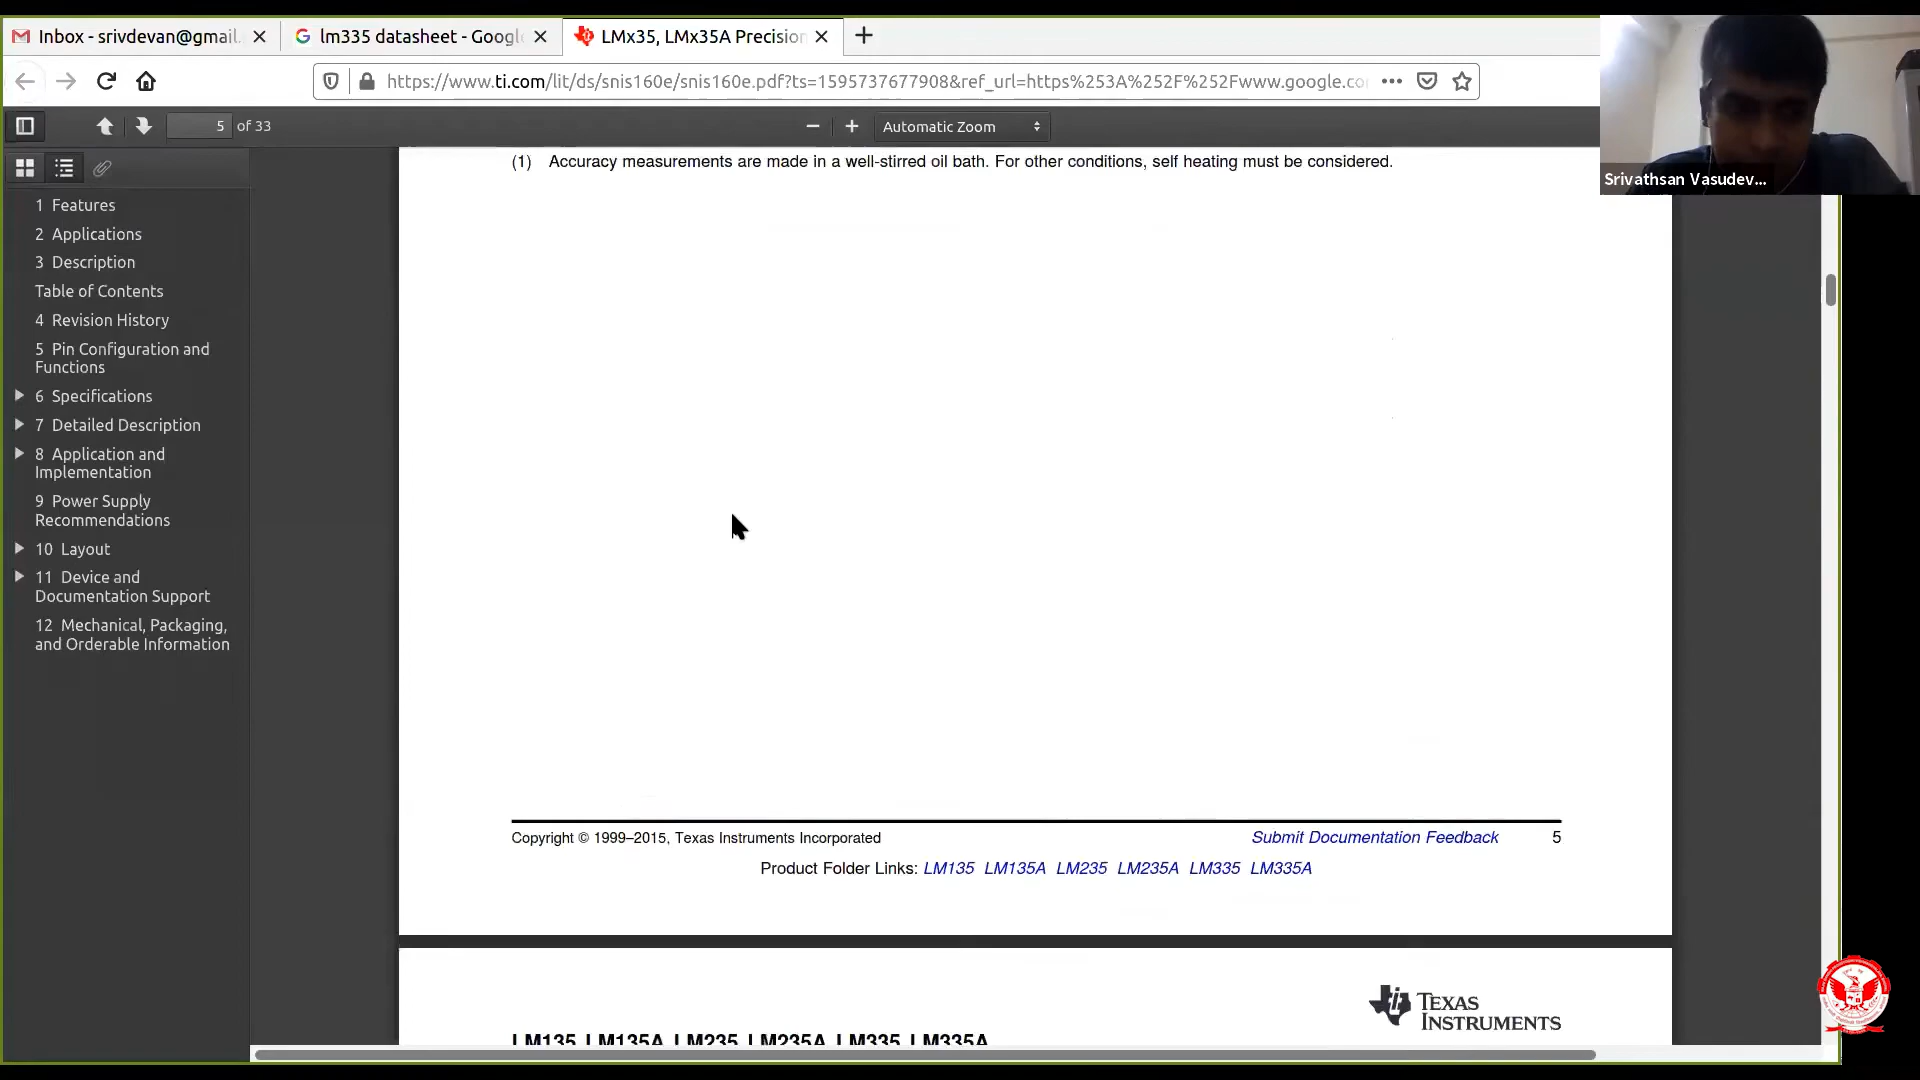 Inbox - srivdevan@gmail.
lm335 datasheet - Googl
LMx35, LMx35A Precision
https://www.ti.com/lit/ds/snis160e/snis160e.pdf?ts=1595737677908&ref_url=https%253A%252F%252Fwww.google.co
5 of 33
Automatic Zoom
Srivathsan Vasudev...
1 Features
2 Applications
3 Description
Table of Contents
4 Revision History
5 Pin Configuration and
Functions
6 Specifications
7 Detailed Description
8 Application and
Implementation
9 Power Supply
Recommendations
10 Layout
11 Device and
Documentation Support
12 Mechanical, Packaging,
and Orderable Information
(1) Accuracy measurements are made in a well-stirred oil bath. For other conditions, self heating must be considered.
Copyright © 1999–2015, Texas Instruments Incorporated
Submit Documentation Feedback 5
Product Folder Links: LM135 LM135A LM235 LM235A LM335 LM335A
TEXAS
INSTRUMENTS
LM135, LM135A, LM235, LM235A, LM335, LM335A